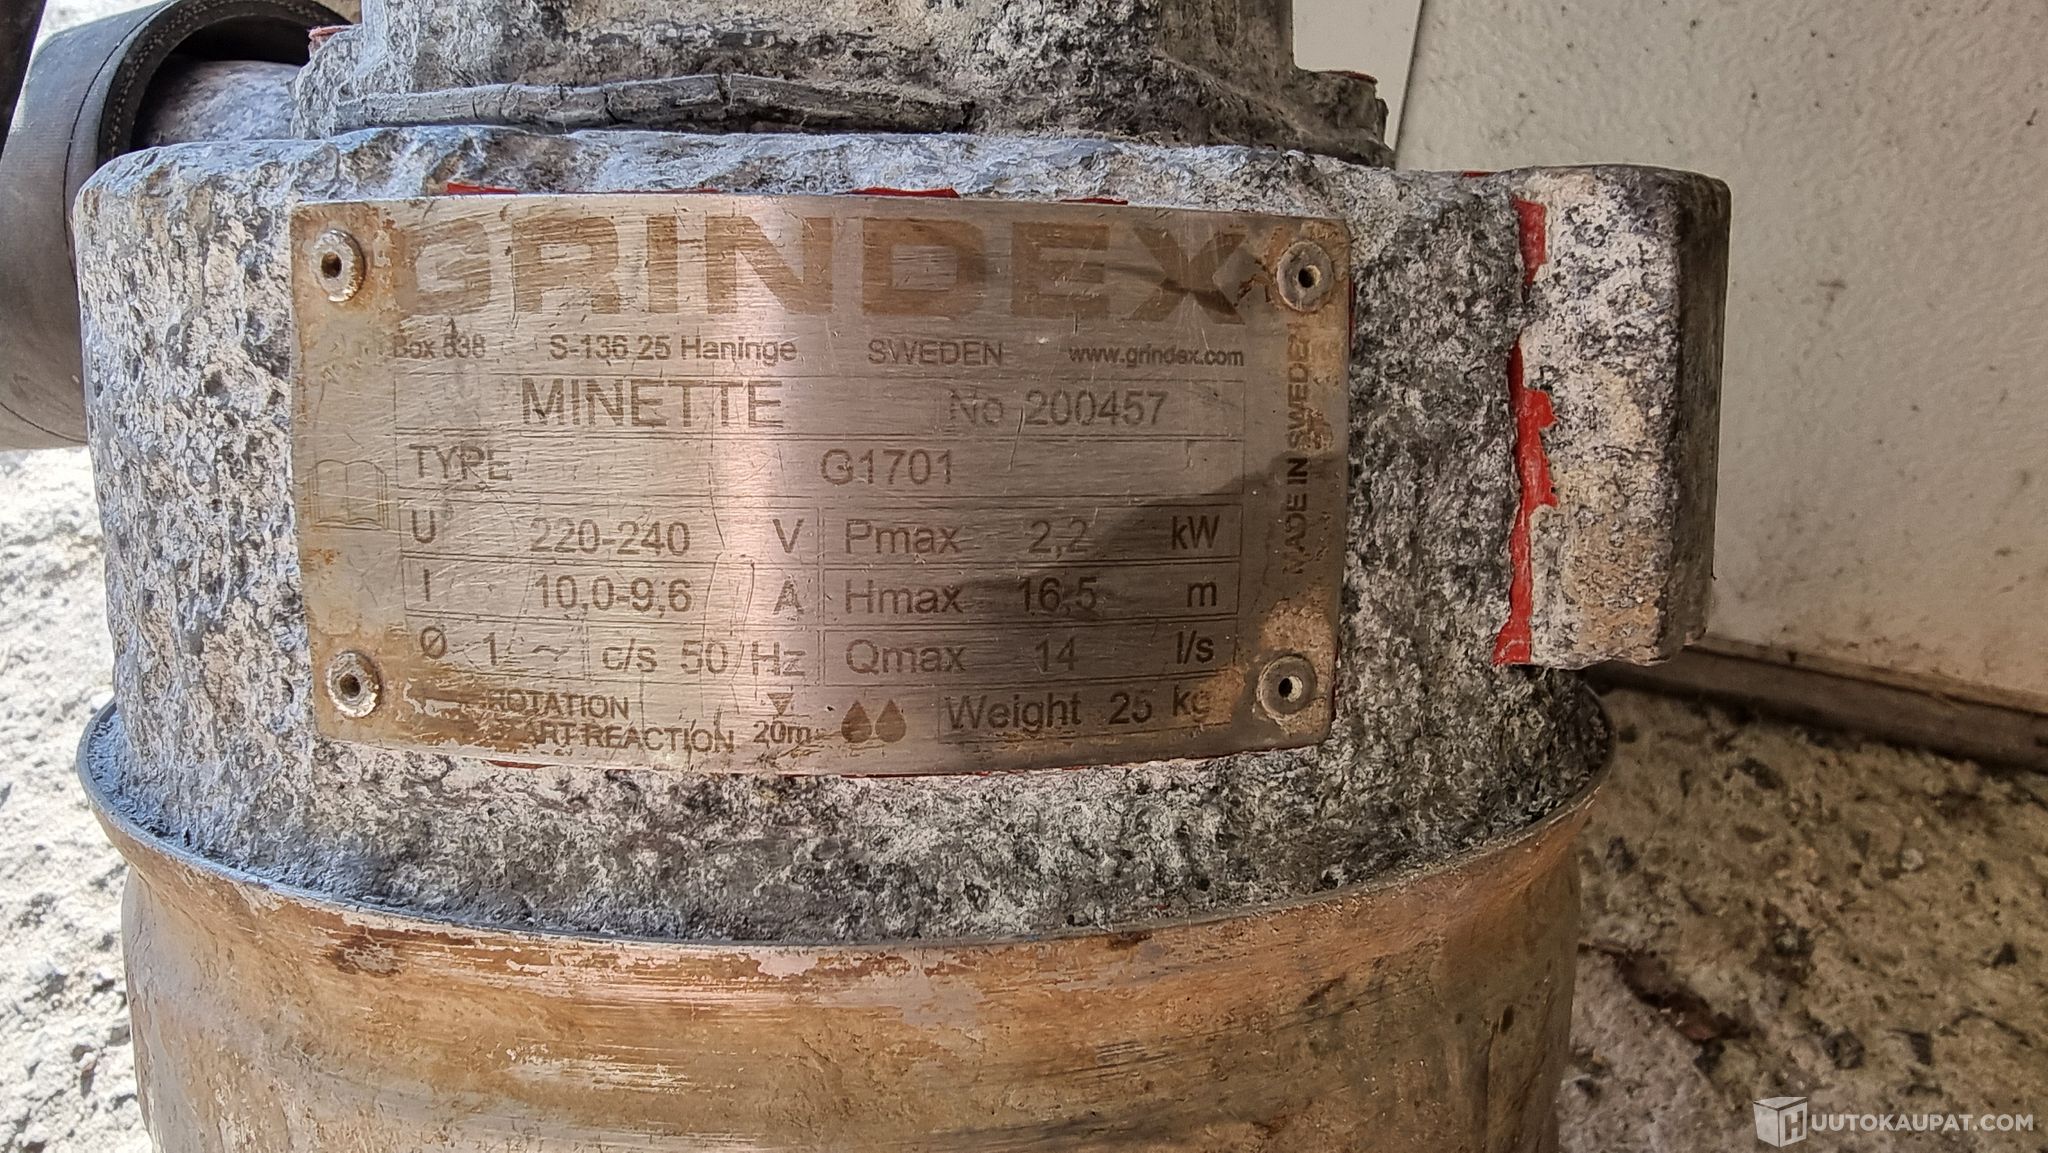 GRINDEX
Box 538 S-136 25 Haninge SWEDEN www.grindex.com
MINETTE No 200457
TYPE G1701
U 220-240 V Pmax 2,2 kW
I 10,0-9,6 A Hmax 16,5 m
Ø 1 ~ c/s 50 Hz Qmax 14 l/s
ROTATION
START REACTION 20m Weight 25 kg
MADE IN SWEDEN
HUUTOKAUPAT.COM